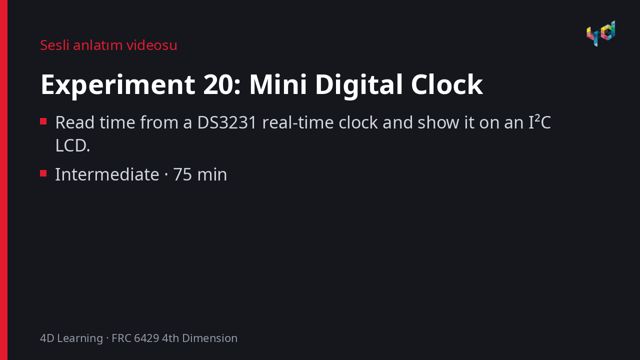 4d
Sesli anlatım videosu
Experiment 20: Mini Digital Clock
Read time from a DS3231 real-time clock and show it on an I²C
LCD.
Intermediate · 75 min
4D Learning · FRC 6429 4th Dimension